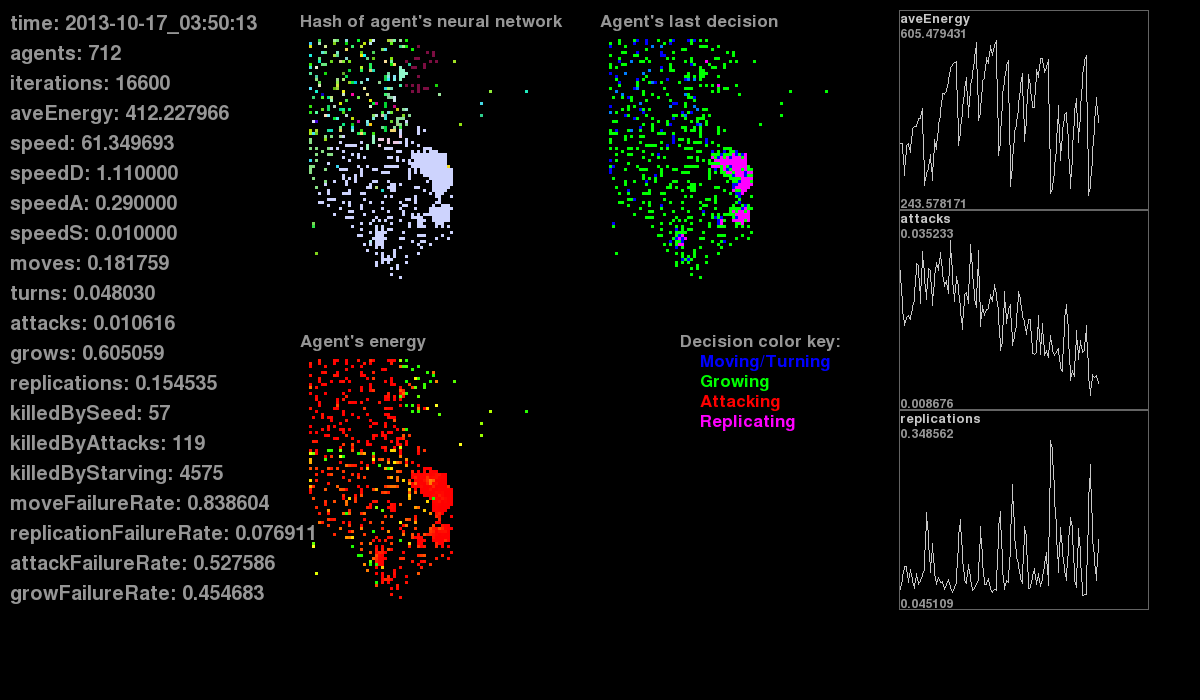 time: 2013-10-17_03:50:13
agents: 712
iterations: 16600
aveEnergy: 412.227966
speed: 61.349693
speedD: 1.110000
speedA: 0.290000
speedS: 0.010000
moves: 0.181759
turns: 0.048030
attacks: 0.010616
grows: 0.605059
replications: 0.154535
killedBySeed: 57
killedByAttacks: 119
killedByStarving: 4575
moveFailureRate: 0.838604
replicationFailureRate: 0.076911
attackFailureRate: 0.527586
growFailureRate: 0.454683
Hash of agent's neural network
Agent's last decision
Agent's energy
Decision color key:
Moving/Turning
Growing
Attacking
Replicating
aveEnergy
605.479431
243.578171
attacks
0.035233
0.008676
replications
0.348562
0.045109